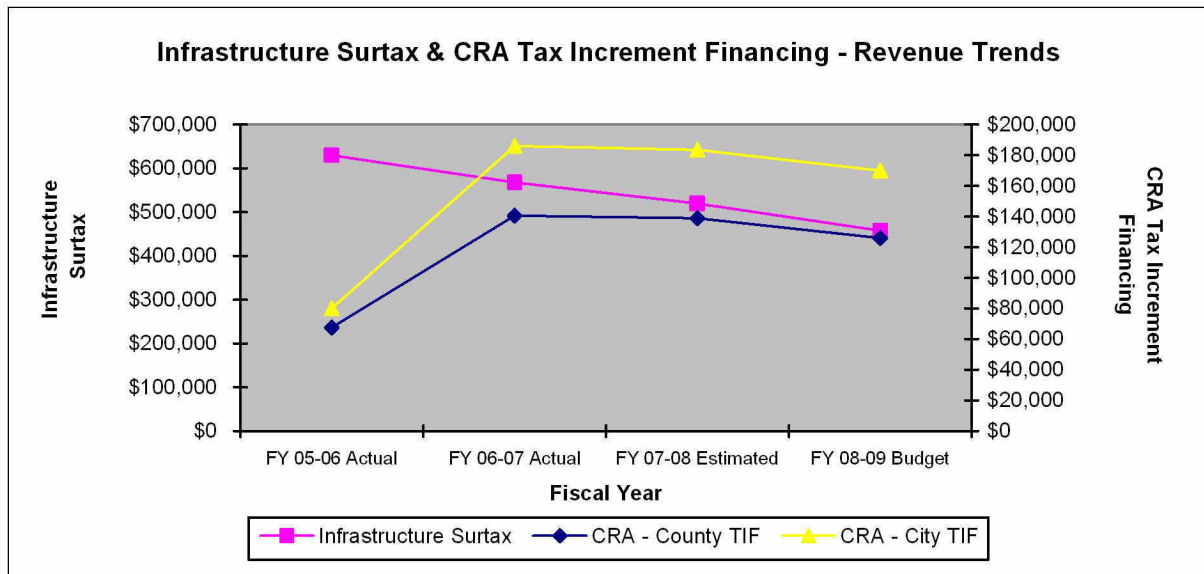 Infrastructure Surtax & CRA Tax Increment Financing - Revenue Trends
Infrastructure
Surtax
$700,000
$600,000
$500,000
$400,000
$300,000
$200,000
$100,000
$0
$200,000
$180,000
$160,000
$140,000
$120,000
$100,000
$80,000
$60,000
$40,000
$20,000
$0
CRA Tax Increment
Financing
FY 05-06 Actual
FY 06-07 Actual
FY 07-08 Estimated
FY 08-09 Budget
Fiscal Year
Infrastructure Surtax
CRA - County TIF
CRA - City TIF